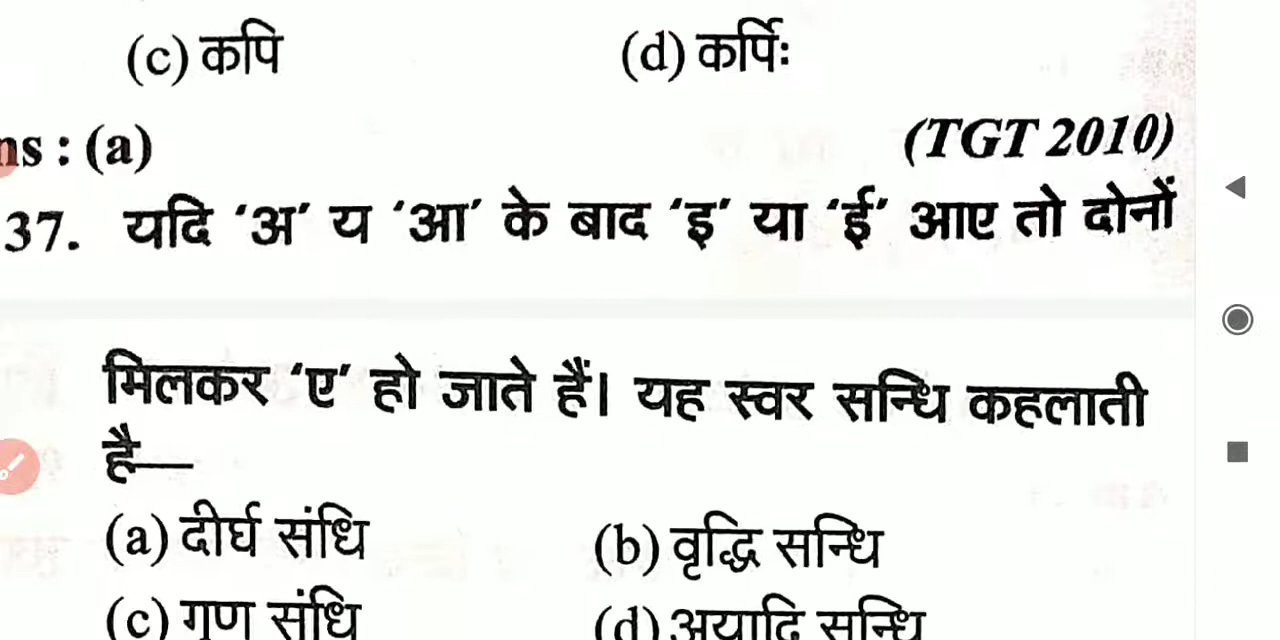 (c) कपि (d) कर्पिः
ns : (a) (TGT 2010)
37. यदि ‘अ’ य ‘आ’ के बाद ‘इ’ या ‘ई’ आए तो दोनों
मिलकर ‘ए’ हो जाते हैं। यह स्वर सन्धि कहलाती
है—
(a) दीर्घ संधि (b) वृद्धि सन्धि
(c) गुण संधि (d) अयादि सन्धि